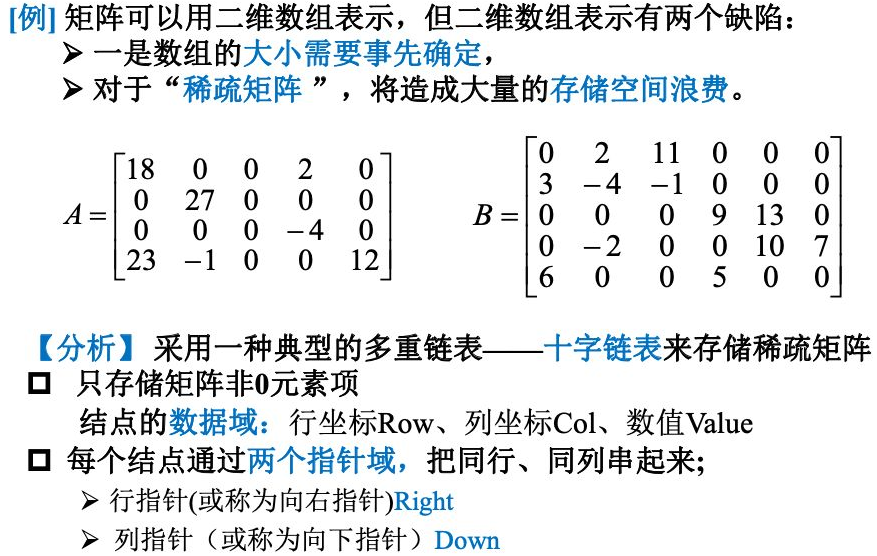 [例] 矩阵可以用二维数组表示，但二维数组表示有两个缺陷：
➢ 一是数组的大小需要事先确定，
➢ 对于“稀疏矩阵 ”，将造成大量的存储空间浪费。
A =
18 0 0 2 0
0 27 0 0 0
0 0 0 −4 0
23 −1 0 0 12
B =
0 2 11 0 0 0
3 −4 −1 0 0 0
0 0 0 9 13 0
0 −2 0 0 10 7
6 0 0 5 0 0
【分析】 采用一种典型的多重链表——十字链表来存储稀疏矩阵
只存储矩阵非0元素项
结点的数据域：行坐标Row、列坐标Col、数值Value
每个结点通过两个指针域，把同行、同列串起来;
➢ 行指针(或称为向右指针)Right
➢ 列指针（或称为向下指针）Down